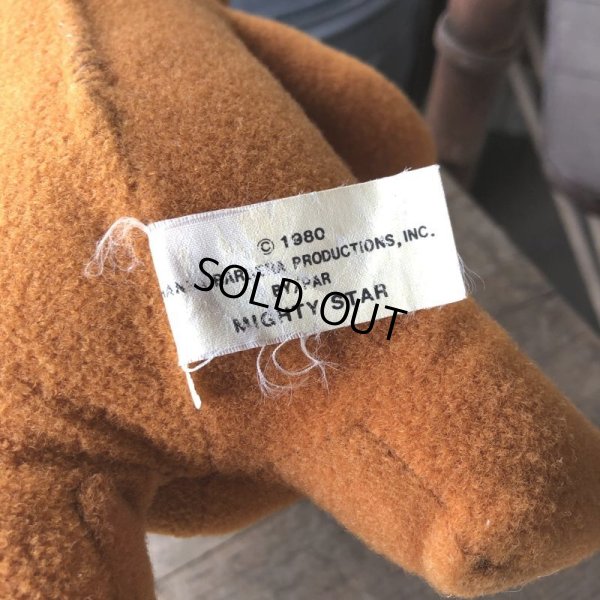 © 1980
PRODUCTIONS, INC.
MIGHTY STAR
SOLD OUT